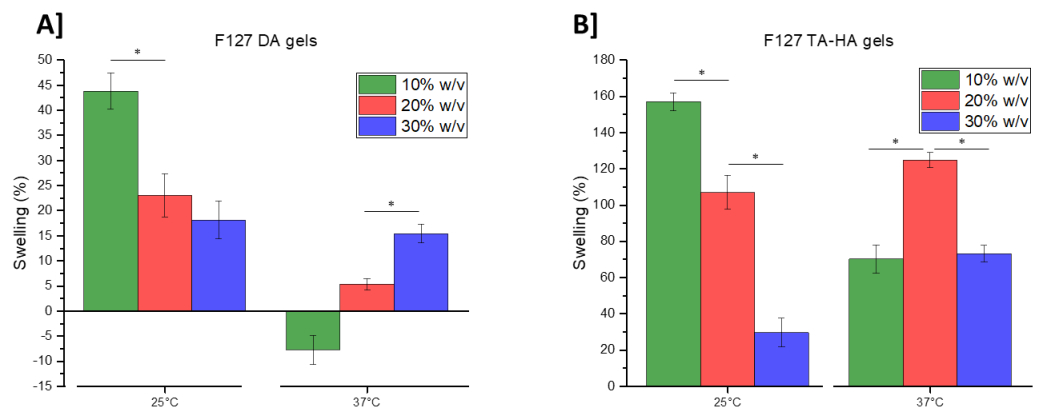 A]
F127 DA gels
*
10% w/v
20% w/v
30% w/v
*
Swelling (%)
50
45
40
35
30
25
20
15
10
5
0
-5
-10
-15
25°C
37°C
B]
F127 TA-HA gels
*
*
*
*
10% w/v
20% w/v
30% w/v
Swelling (%)
180
160
140
120
100
80
60
40
20
0
25°C
37°C